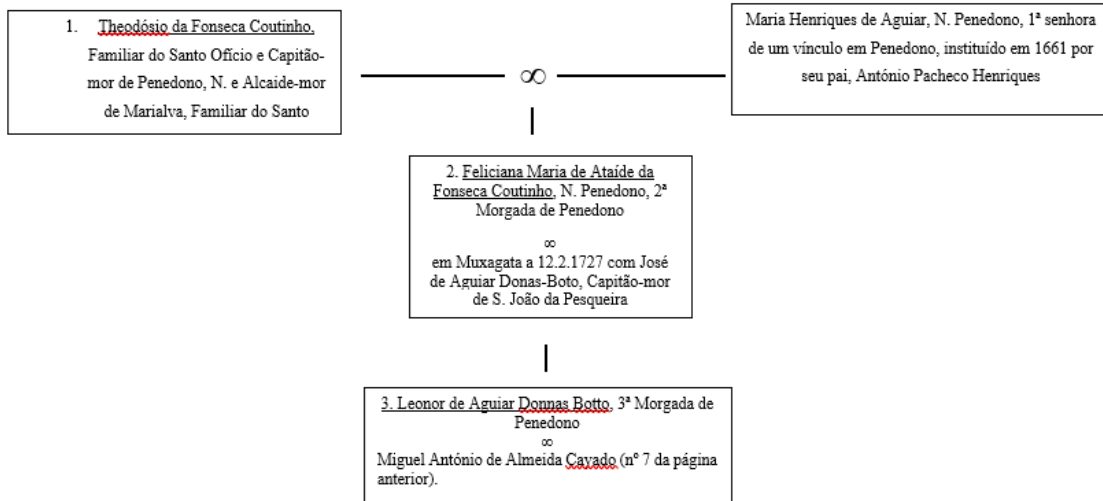 1. Theodósio da Fonseca Coutinho,
Familiar do Santo Ofício e Capitão-
mor de Penedono, N. e Alcaide-mor
de Marialva, Familiar do Santo
∞
Maria Henriques de Aguiar, N. Penedono, 1ª senhora
de um vínculo em Penedono, instituído em 1661 por
seu pai, António Pacheco Henriques
2. Feliciana Maria de Ataíde da
Fonseca Coutinho, N. Penedono, 2ª
Morgada de Penedono
∞
em Muxagata a 12.2.1727 com José
de Aguiar Donas-Boto, Capitão-mor
de S. João da Pesqueira
3. Leonor de Aguiar Donnas Botto, 3ª Morgada de
Penedono
∞
Miguel António de Almeida Cayado (nº 7 da página
anterior).